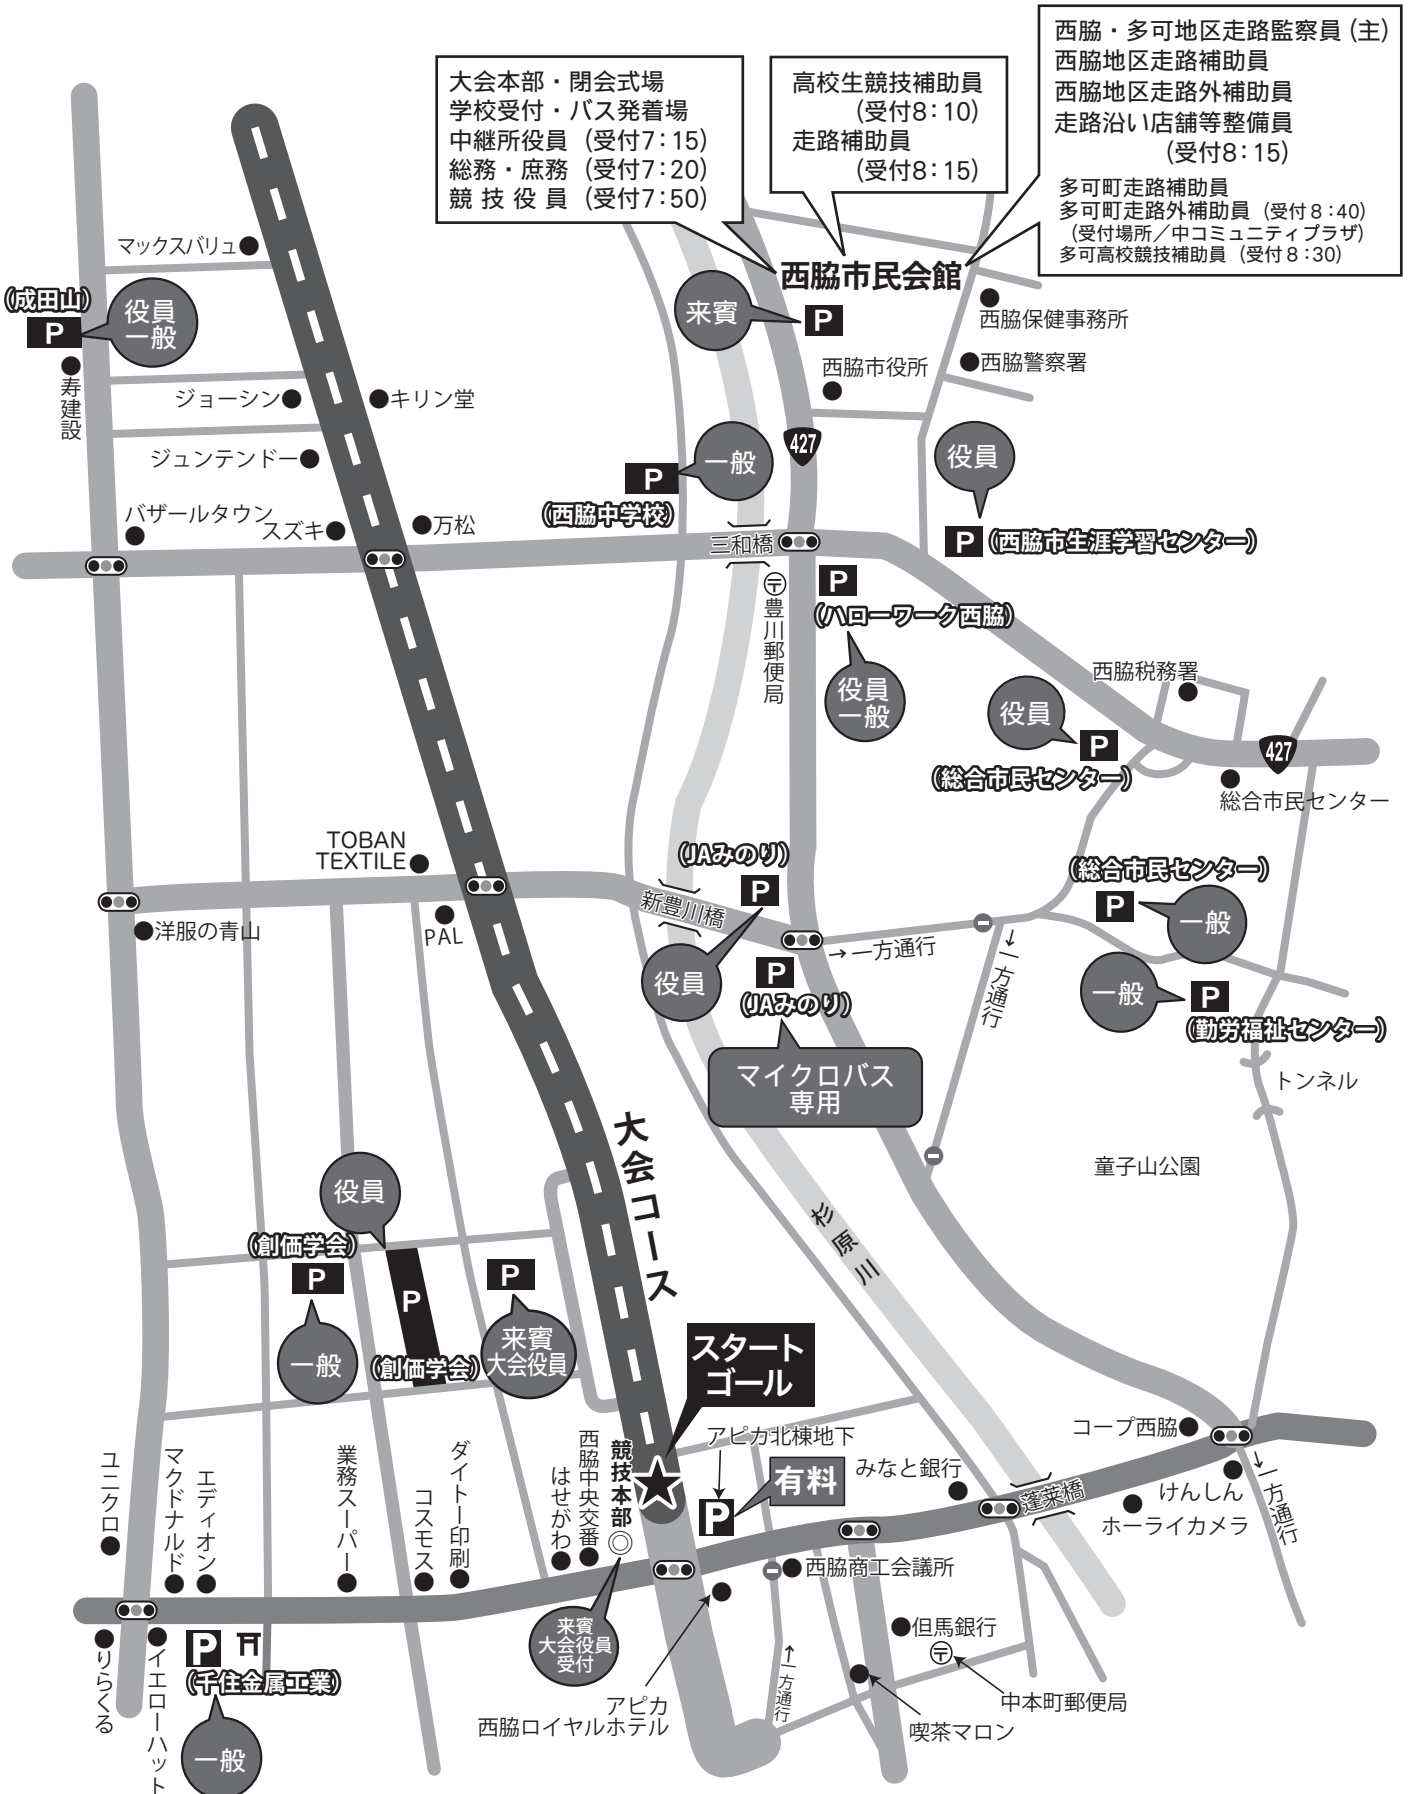 大会本部・閉会式場
学校受付・バス発着場
中継所役員（受付7：15）
総務・庶務（受付7：20）
競 技 役 員（受付7：50）
高校生競技補助員
（受付8：10）
走路補助員
（受付8：15）
西脇・多可地区走路監察員（主）
西脇地区走路補助員
西脇地区走路外補助員
走路沿い店舗等整備員
（受付8：15）
多可町走路補助員
多可町走路外補助員（受付8：40）
（受付場所／中コミュニティプラザ）
多可高校競技補助員（受付8：30）
マックスバリュ
西脇市民会館
（成田山）
P
役員
一般
来賓
P
西脇保健事務所
西脇市役所
西脇警察署
寿建設
ジョーシン
キリン堂
427
一般
P
（西脇中学校）
役員
P
（西脇市生涯学習センター）
ジュンテンドー
バザールタウン
スズキ
万松
三和橋
〒
豊川郵便局
P
（ハローワーク西脇）
役員
一般
西脇税務署
役員
P
（総合市民センター）
427
総合市民センター
TOBAN
TEXTILE
（JAみのり）
P
（総合市民センター）
P
一般
洋服の青山
PAL
新豊川橋
→一方通行
→一方通行
役員
P
（JAみのり）
一般
P
（勤労福祉センター）
マイクロバス
専用
トンネル
大会コース
童子山公園
役員
杉原川
（創価学会）
P
P
P
一般
（創価学会）
来賓
大会役員
スタート
ゴール
アピカ北棟地下
コープ西脇
有料
P
みなと銀行
けんしん
→一方通行
蓬莱橋
ホーライカメラ
ユニクロ
マクドナルド
エディオン
業務スーパー
コスモス
ダイトー印刷
はせがわ
西脇中央交番
競技本部◎
西脇商工会議所
来賓
大会役員
受付
但馬銀行
〒
中本町郵便局
喫茶マロン
→一方通行
アピカ
西脇ロイヤルホテル
りらくる
イエローハット
P
（千住金属工業）
一般